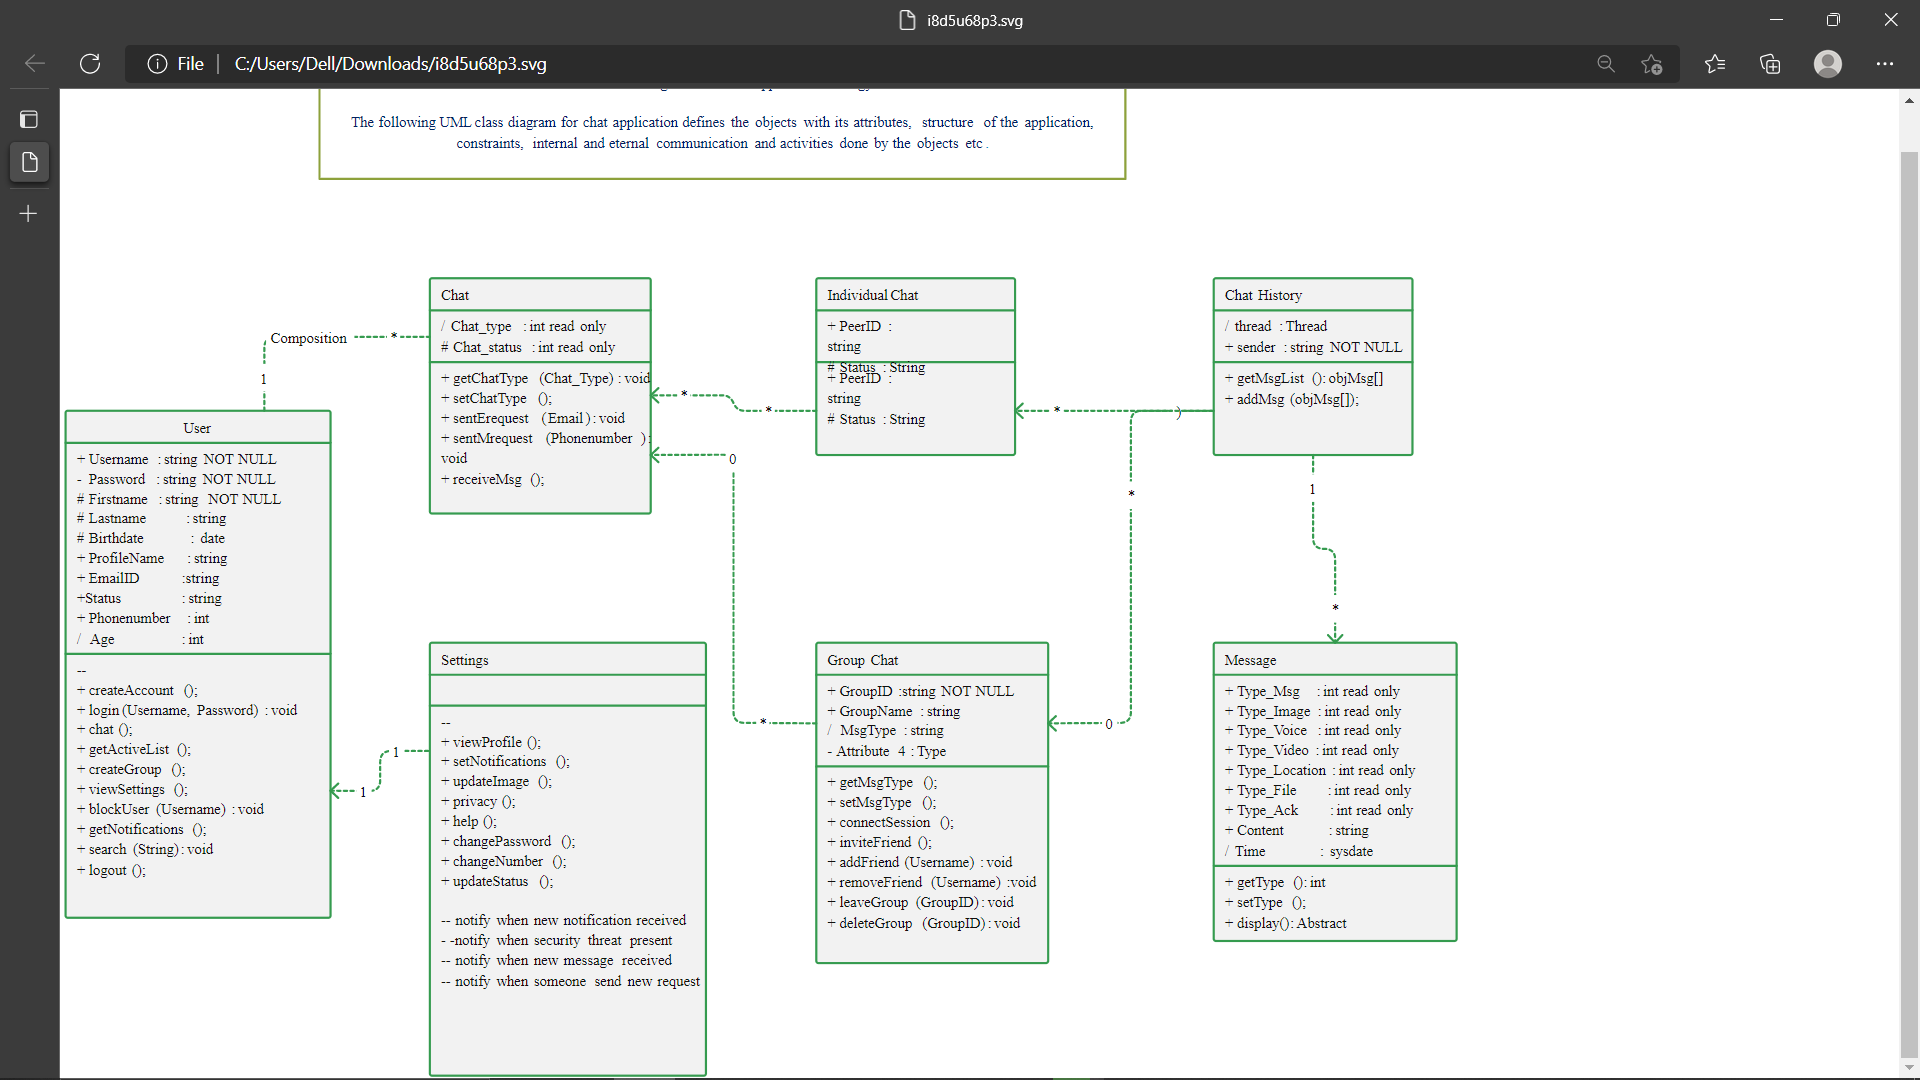 i8d5u68p3.svg
File
C:/Users/Dell/Downloads/i8d5u68p3.svg
The following UML class diagram for chat application defines the objects with its attributes, structure of the application,
constraints, internal and eternal communication and activities done by the objects etc .
Chat
/ Chat_type : int read only
# Chat_status : int read only
+ getChatType (Chat_Type) : void
+ setChatType ();
+ sentErequest (Email) : void
+ sentMrequest (Phonenumber ) :
void
+ receiveMsg ();
Individual Chat
+ PeerID :
string
# Status : String
+ PeerID :
string
# Status : String
Chat History
/ thread : Thread
+ sender : string NOT NULL
+ getMsgList (): objMsg[]
+ addMsg (objMsg[]);
Composition
*
1
*
*
0
*
*
)
*
0
1
*
User
+ Username : string NOT NULL
- Password : string NOT NULL
# Firstname : string NOT NULL
# Lastname : string
# Birthdate : date
+ ProfileName : string
+ EmailID :string
+Status : string
+ Phonenumber : int
/ Age : int
--
+ createAccount ();
+ login (Username, Password) : void
+ chat ();
+ getActiveList ();
+ createGroup ();
+ viewSettings ();
+ blockUser (Username) : void
+ getNotifications ();
+ search (String) : void
+ logout ();
1
1
Settings
--
+ viewProfile ();
+ setNotifications ();
+ updateImage ();
+ privacy ();
+ help ();
+ changePassword ();
+ changeNumber ();
+ updateStatus ();
-- notify when new notification received
- -notify when security threat present
-- notify when new message received
-- notify when someone send new request
Group Chat
+ GroupID :string NOT NULL
+ GroupName : string
/ MsgType : string
- Attribute 4 : Type
+ getMsgType ();
+ setMsgType ();
+ connectSession ();
+ inviteFriend ();
+ addFriend (Username) : void
+ removeFriend (Username) :void
+ leaveGroup (GroupID) : void
+ deleteGroup (GroupID) : void
Message
+ Type_Msg : int read only
+ Type_Image : int read only
+ Type_Voice : int read only
+ Type_Video : int read only
+ Type_Location : int read only
+ Type_File : int read only
+ Type_Ack : int read only
+ Content : string
/ Time : sysdate
+ getType (): int
+ setType ();
+ display(): Abstract